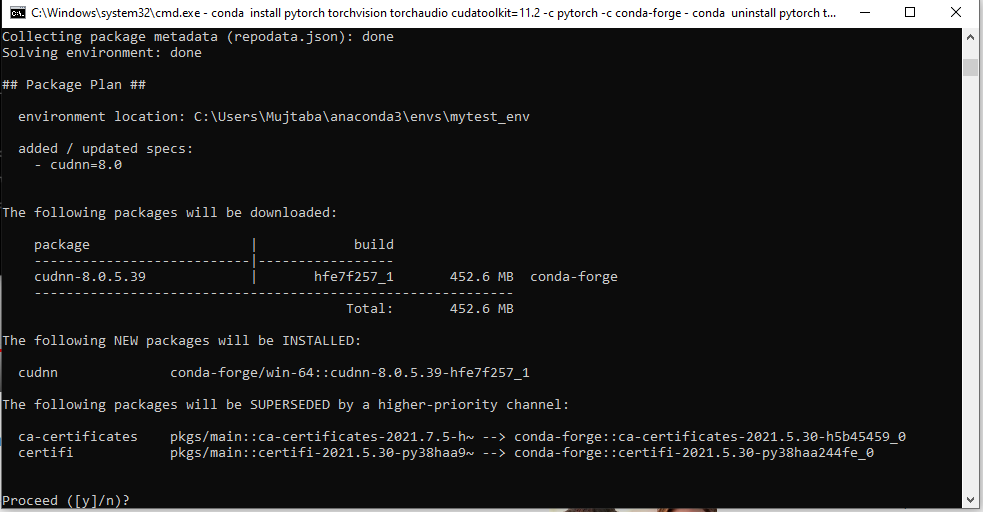 C:\Windows\system32\cmd.exe - conda  install pytorch torchvision torchaudio cudatoolkit=11.2 -c pytorch -c conda-forge - conda  uninstall pytorch t...
Collecting package metadata (repodata.json): done
Solving environment: done
## Package Plan ##
  environment location: C:\Users\Mujtaba\anaconda3\envs\mytest_env
  added / updated specs:
    - cudnn=8.0
The following packages will be downloaded:
    package                    |            build
    ---------------------------|-----------------
    cudnn-8.0.5.39             |       hfe7f257_1       452.6 MB  conda-forge
    ------------------------------------------------------------
                                           Total:       452.6 MB
The following NEW packages will be INSTALLED:
  cudnn              conda-forge/win-64::cudnn-8.0.5.39-hfe7f257_1
The following packages will be SUPERSEDED by a higher-priority channel:
  ca-certificates    pkgs/main::ca-certificates-2021.7.5-h~ --> conda-forge::ca-certificates-2021.5.30-h5b45459_0
  certifi            pkgs/main::certifi-2021.5.30-py38haa9~ --> conda-forge::certifi-2021.5.30-py38haa244fe_0
Proceed ([y]/n)?